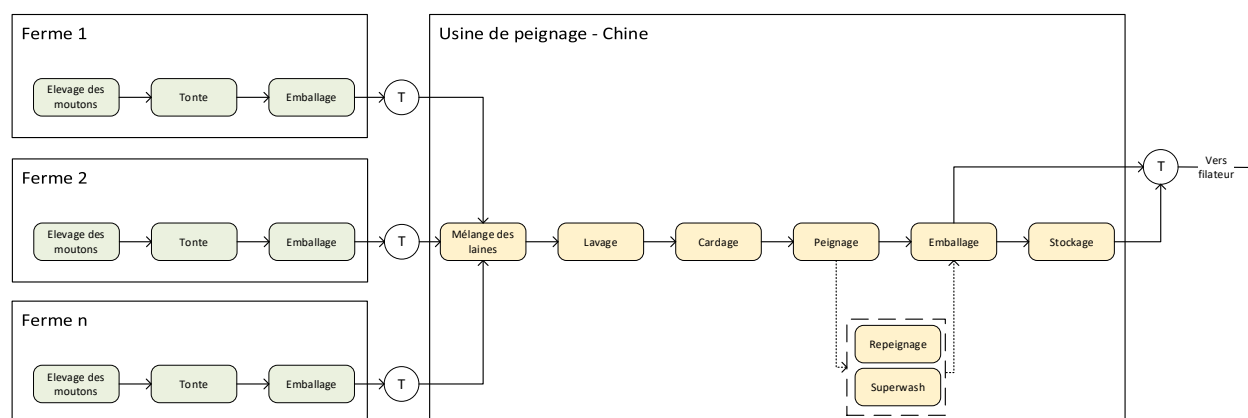 Ferme 1
Elevage des
moutons
Tonte
Emballage
T
Usine de peignage - Chine
Ferme 2
Elevage des
moutons
Tonte
Emballage
T
Mélange des
laines
Lavage
Cardage
Peignage
Emballage
Stockage
T
Vers
filateur
Repeignage
Superwash
Ferme n
Elevage des
moutons
Tonte
Emballage
T